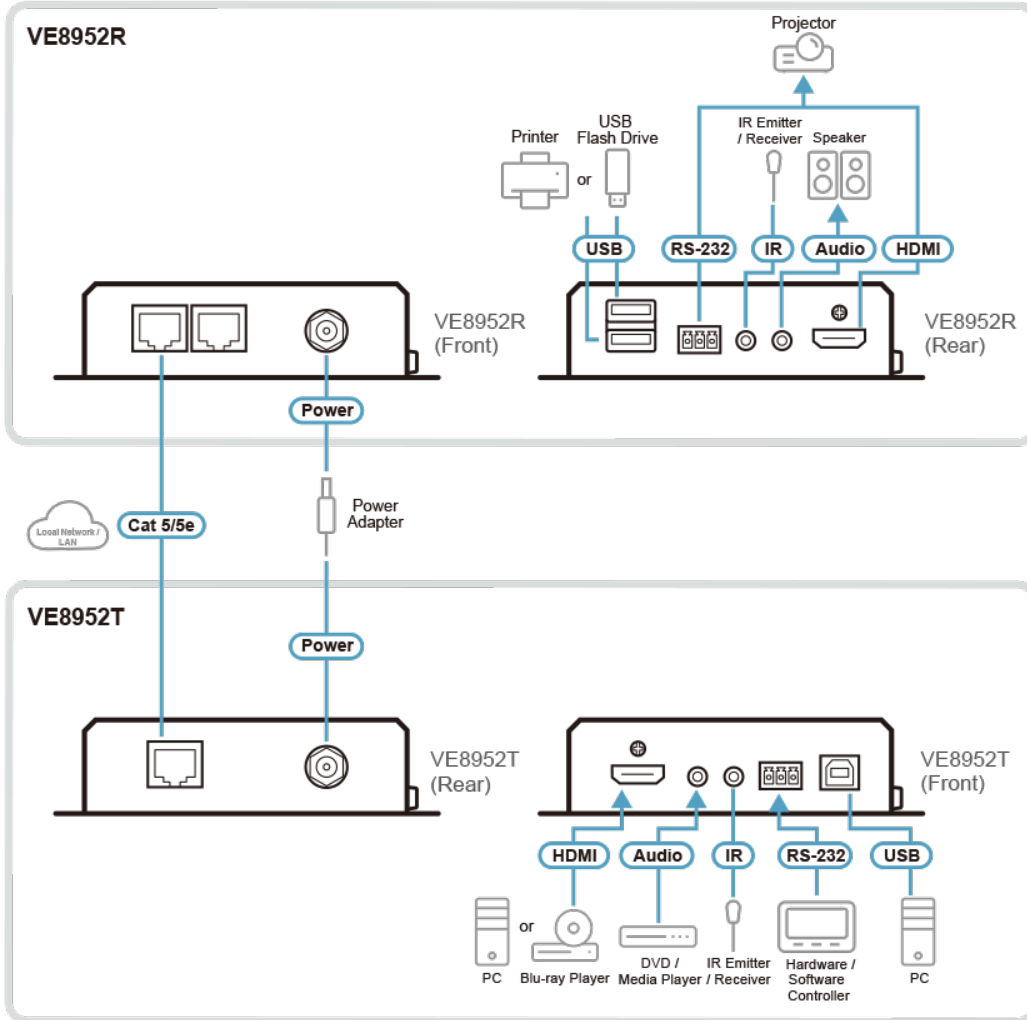 VE8952R
Projector
USB
Flash Drive
IR Emitter
/ Receiver
Speaker
Printer
or
USB
RS-232
IR
Audio
HDMI
VE8952R
(Front)
VE8952R
(Rear)
Power
Power
Adapter
Local Network /
LAN
Cat 5/5e
VE8952T
Power
VE8952T
(Rear)
VE8952T
(Front)
HDMI
Audio
IR
RS-232
USB
or
PC
Blu-ray Player
DVD /
Media Player
IR Emitter
/ Receiver
Hardware /
Software
Controller
PC